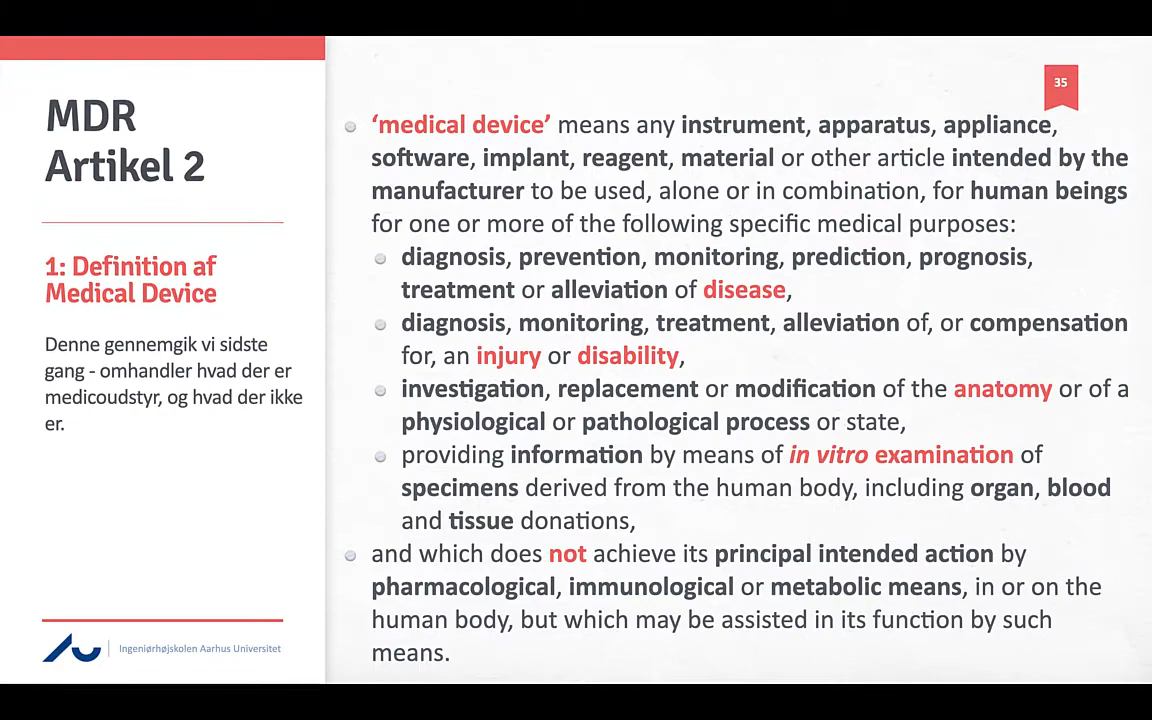 MDR
Artikel 2
1: Definition af
Medical Device
Denne gennemgik vi sidste
gang - omhandler hvad der er
medicoudstyr, og hvad der ikke
er.
Ingeniørhøjskolen Aarhus Universitet
35
‘medical device’ means any instrument, apparatus, appliance,
software, implant, reagent, material or other article intended by the
manufacturer to be used, alone or in combination, for human beings
for one or more of the following specific medical purposes:
diagnosis, prevention, monitoring, prediction, prognosis,
treatment or alleviation of disease,
diagnosis, monitoring, treatment, alleviation of, or compensation
for, an injury or disability,
investigation, replacement or modification of the anatomy or of a
physiological or pathological process or state,
providing information by means of in vitro examination of
specimens derived from the human body, including organ, blood
and tissue donations,
and which does not achieve its principal intended action by
pharmacological, immunological or metabolic means, in or on the
human body, but which may be assisted in its function by such
means.